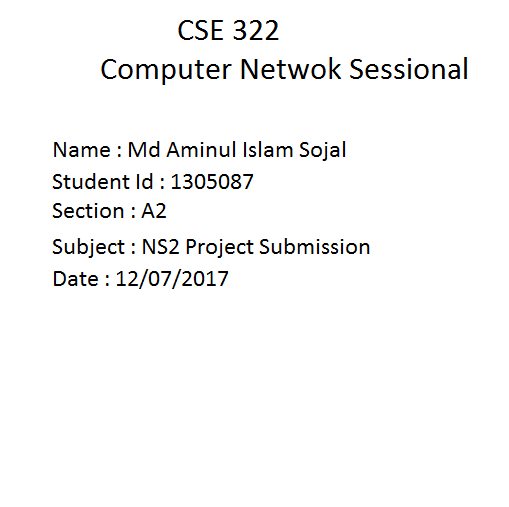 CSE 322
Computer Netwok Sessional
Name : Md Aminul Islam Sojal
Student Id : 1305087
Section : A2
Subject : NS2 Project Submission
Date : 12/07/2017